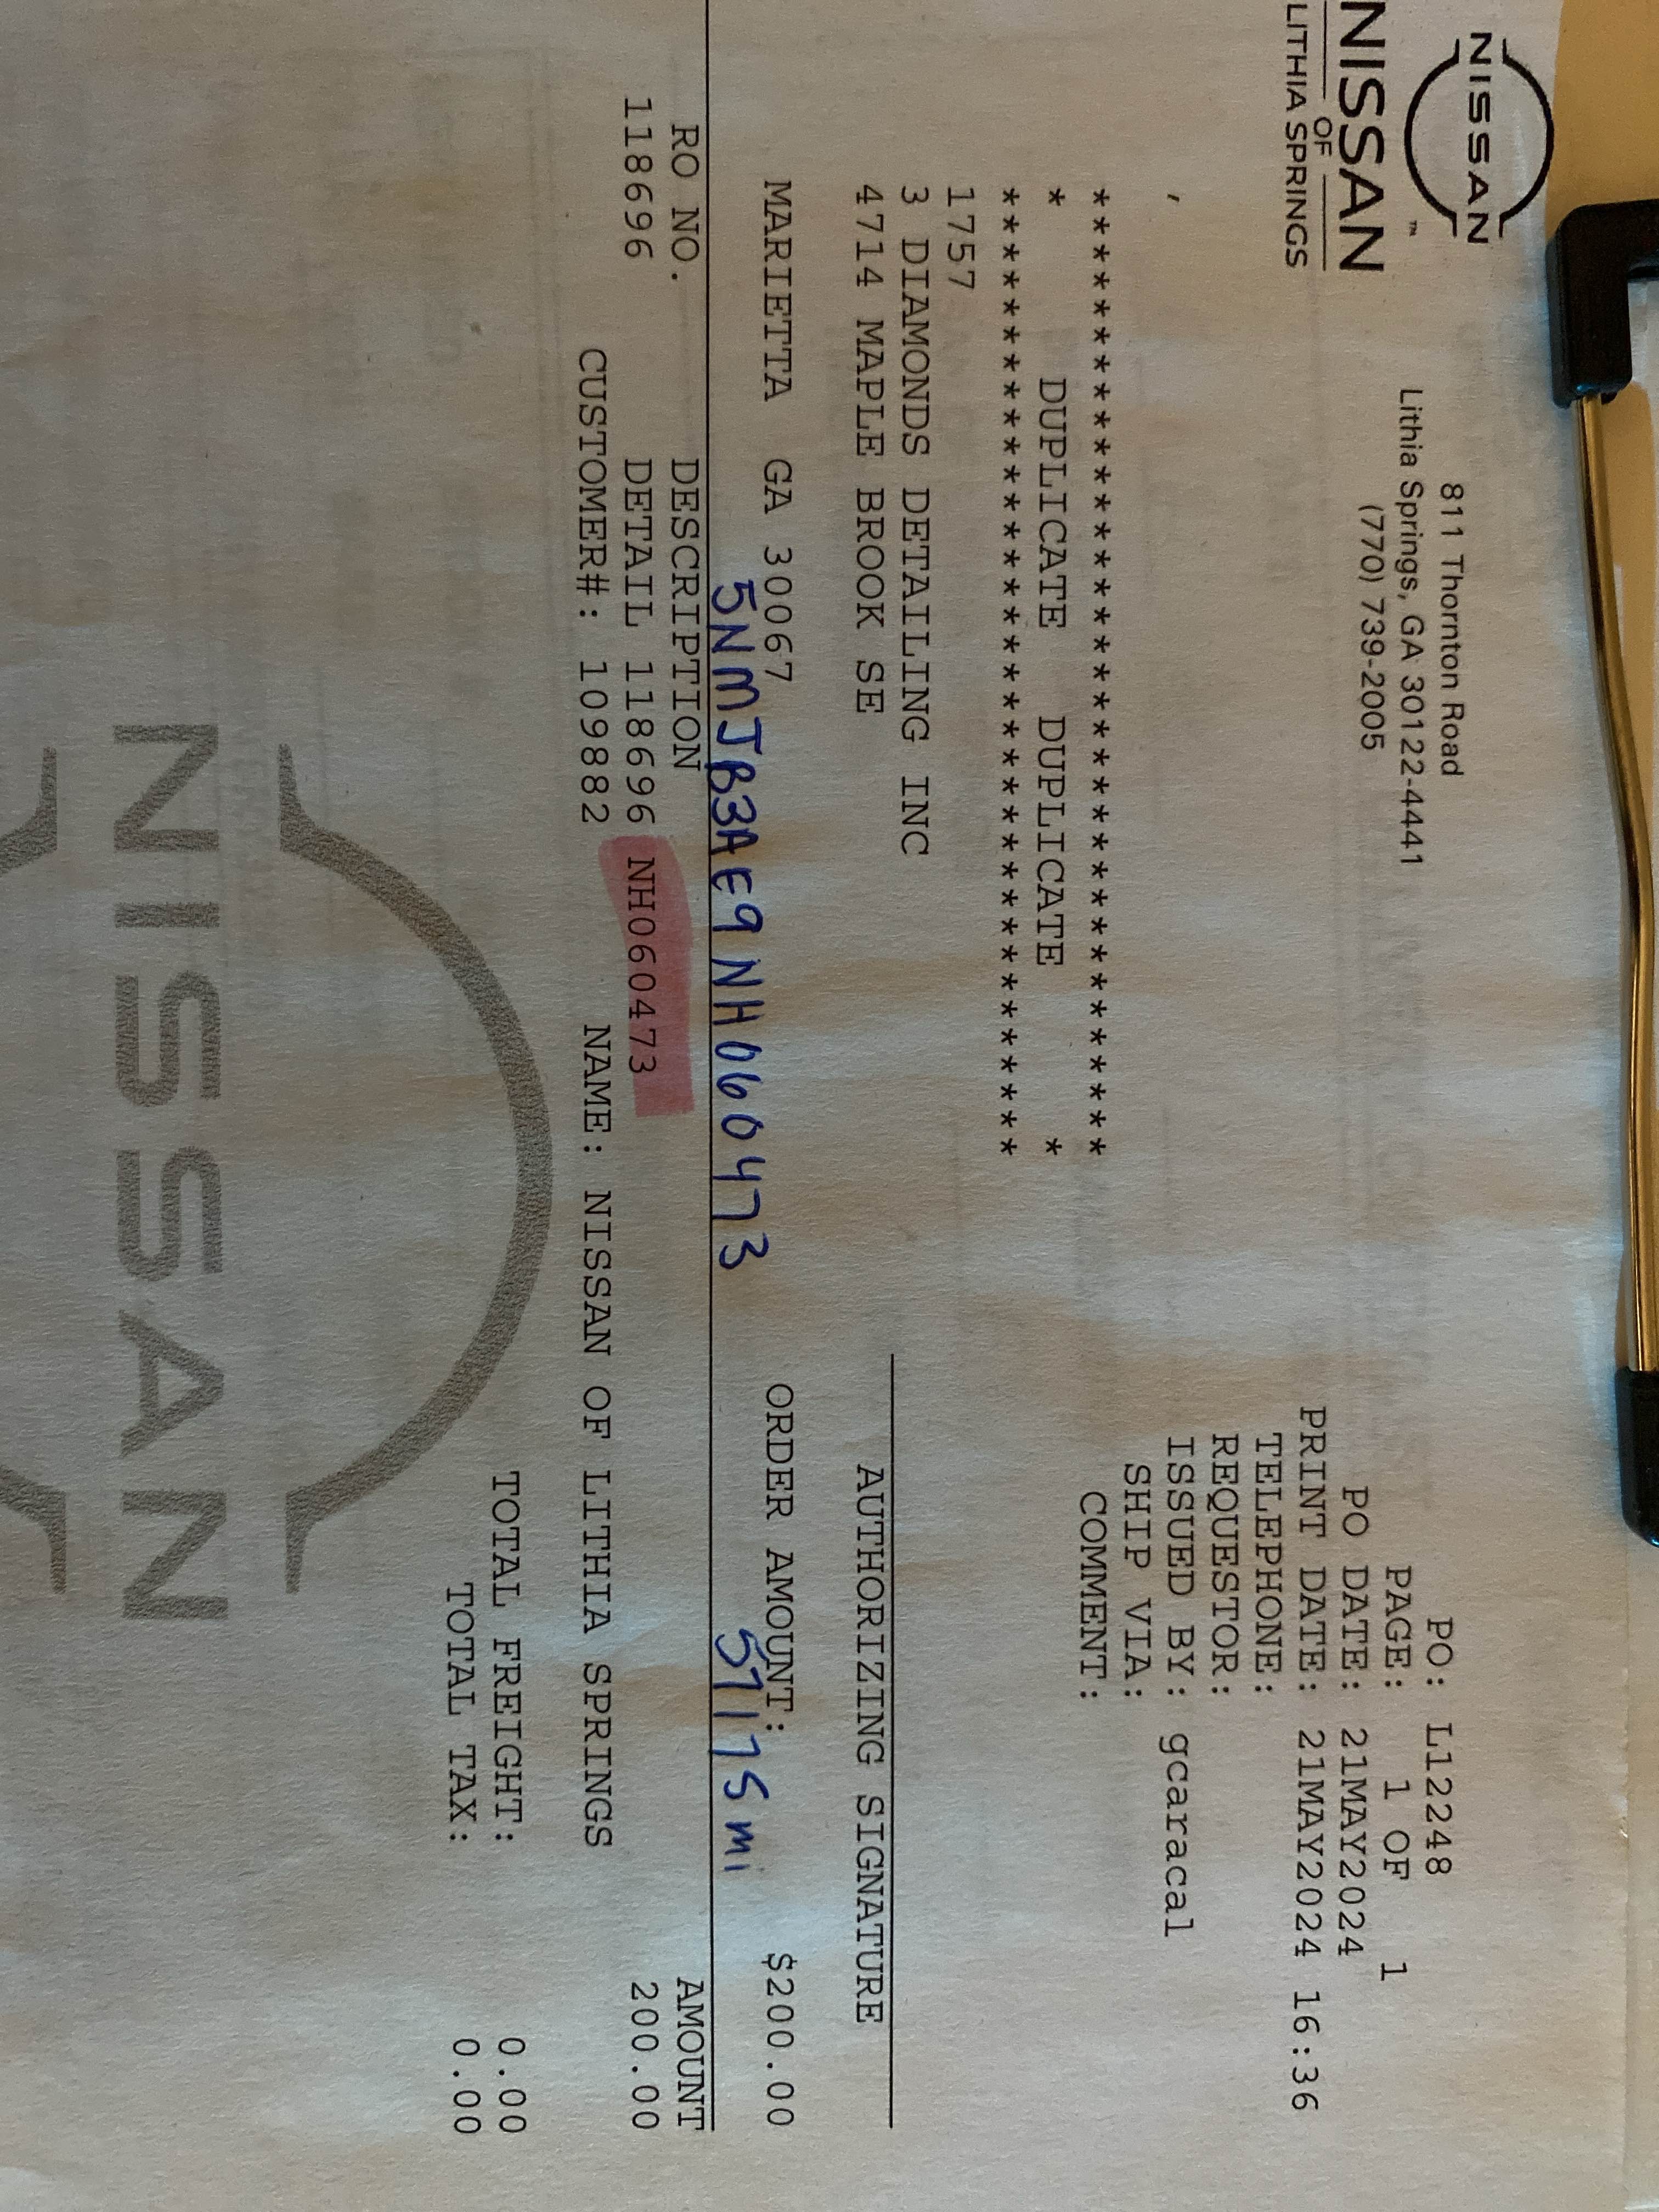 NISSAN
NISSAN
OF
LITHIA SPRINGS
811 Thornton Road
Lithia Springs, GA 30122-4441
(770) 739-2005
PO: L12248
PAGE: 1 OF 1
PO DATE: 21MAY2024
PRINT DATE: 21MAY2024 16:36
TELEPHONE:
REQUESTOR:
ISSUED BY: gcaracal
SHIP VIA:
COMMENT:
,
***********************************
* DUPLICATE DUPLICATE *
***********************************
1757
3 DIAMONDS DETAILING INC
4714 MAPLE BROOK SE
MARIETTA GA 30067
AUTHORIZING SIGNATURE
ORDER AMOUNT: $200.00
5NMJB3AE9NH060473 57175 mi
RO NO. DESCRIPTION AMOUNT
118696 DETAIL 118696 NH060473 200.00
CUSTOMER#: 109882 NAME: NISSAN OF LITHIA SPRINGS
TOTAL FREIGHT: 0.00
TOTAL TAX: 0.00
NISSAN